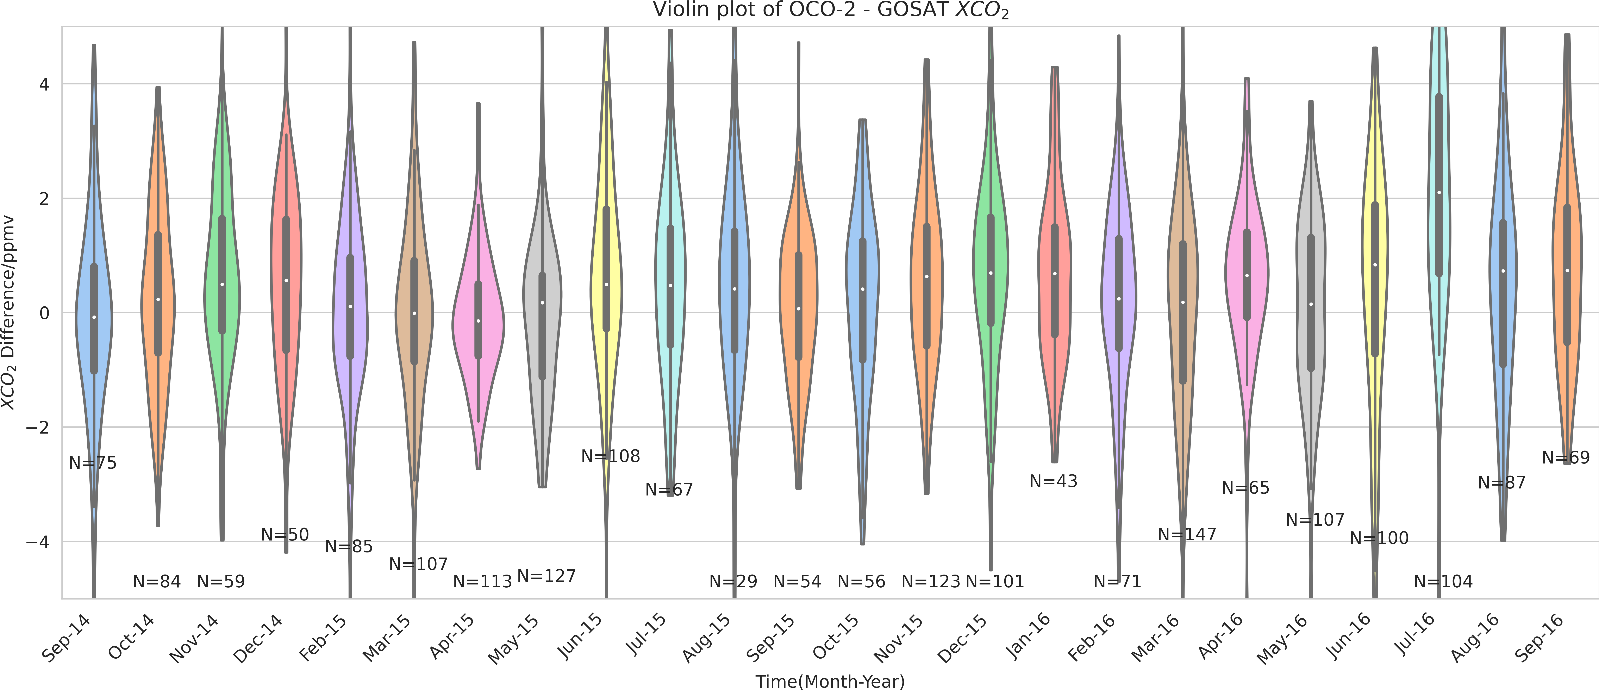 Violin plot of OCO-2 - GOSAT XCO₂
XCO₂ Difference/ppmv
4
2
0
−2
−4
N=75
N=84
N=59
N=50
N=85
N=107
N=113
N=127
N=108
N=67
N=29
N=54
N=56
N=123
N=101
N=43
N=71
N=147
N=65
N=107
N=100
N=104
N=87
N=69
Sep-14
Oct-14
Nov-14
Dec-14
Feb-15
Mar-15
Apr-15
May-15
Jun-15
Jul-15
Aug-15
Sep-15
Oct-15
Nov-15
Dec-15
Jan-16
Feb-16
Mar-16
Apr-16
May-16
Jun-16
Jul-16
Aug-16
Sep-16
Time(Month-Year)